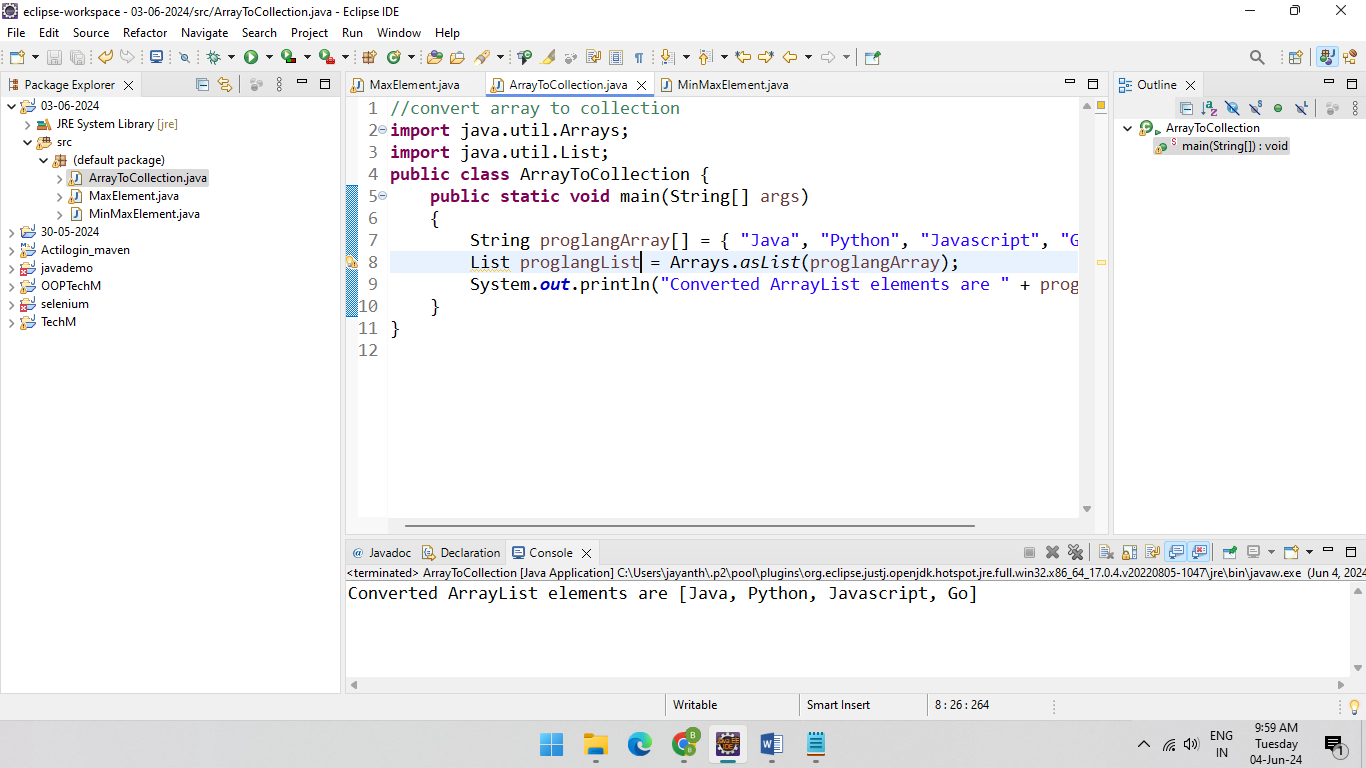 eclipse-workspace - 03-06-2024/src/ArrayToCollection.java - Eclipse IDE
File Edit Source Refactor Navigate Search Project Run Window Help
Package Explorer
03-06-2024
JRE System Library [jre]
src
(default package)
ArrayToCollection.java
MaxElement.java
MinMaxElement.java
30-05-2024
Actilogin_maven
javademo
OOPTechM
selenium
TechM
MaxElement.java ArrayToCollection.java MinMaxElement.java
1 //convert array to collection
2 import java.util.Arrays;
3 import java.util.List;
4 public class ArrayToCollection {
5 public static void main(String[] args)
6 {
7 String proglangArray[] = { "Java", "Python", "Javascript", "G
8 List proglangList = Arrays.asList(proglangArray);
9 System.out.println("Converted ArrayList elements are " + prog
10 }
11 }
12
Outline
ArrayToCollection
main(String[]) : void
Javadoc Declaration Console
<terminated> ArrayToCollection [Java Application] C:\Users\jayanth\.p2\pool\plugins\org.eclipse.justj.openjdk.hotspot.jre.full.win32.x86_64_17.0.4.v20220805-1047\jre\bin\javaw.exe (Jun 4, 2024
Converted ArrayList elements are [Java, Python, Javascript, Go]
Writable Smart Insert 8 : 26 : 264
ENG
IN
9:59 AM
Tuesday
04-Jun-24
1